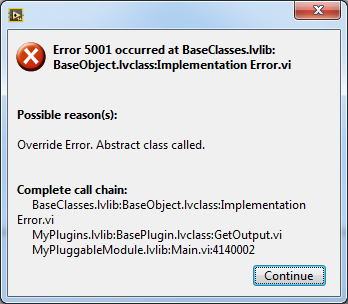 Error 5001 occurred at BaseClasses.lvlib:
BaseObject.lvclass:Implementation Error.vi
Possible reason(s):
Override Error. Abstract class called.
Complete call chain:
BaseClasses.lvlib:BaseObject.lvclass:Implementation
Error.vi
MyPlugins.lvlib:BasePlugin.lvclass:GetOutput.vi
MyPluggableModule.lvlib:Main.vi:4140002
Continue